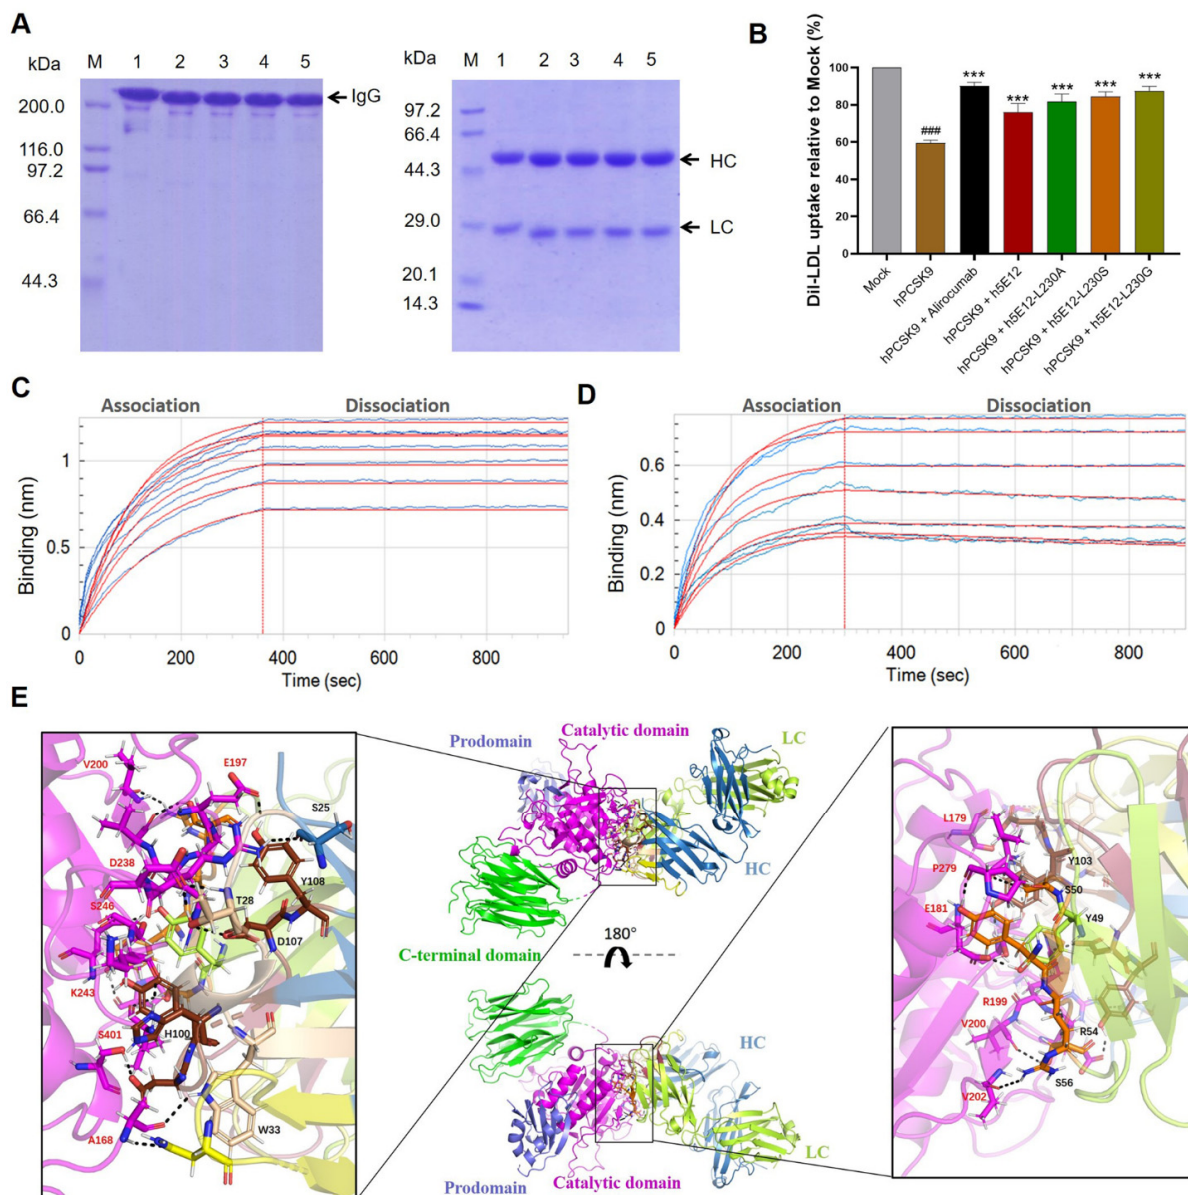 A
kDa
M 1 2 3 4 5
200.0
116.0
97.2
66.4
44.3
IgG
M 1 2 3 4 5
97.2
66.4
44.3
29.0
20.1
14.3
HC
LC
B
Dil-LDL uptake relative to Mock (%)
100
80
60
40
20
0
###
***
***
***
***
***
Mock
hPCSK9
hPCSK9 + Alirocumab
hPCSK9 + h5E12
hPCSK9 + h5E12-L230A
hPCSK9 + h5E12-L230S
hPCSK9 + h5E12-L230G
C
Association
Dissociation
Binding (nm)
1
0.5
0
0 200 400 600 800
Time (sec)
D
Association
Dissociation
Binding (nm)
0.6
0.4
0.2
0
0 200 400 600 800
Time (sec)
E
V200
E197
S25
D238
Y108
T28
S246
D107
K243
S401
H100
W33
A168
Prodomain
Catalytic domain
LC
HC
C-terminal domain
180°
HC
LC
Prodomain
Catalytic domain
L179
Y103
P279
S50
E181
Y49
R199
V200
R54
S56
V202